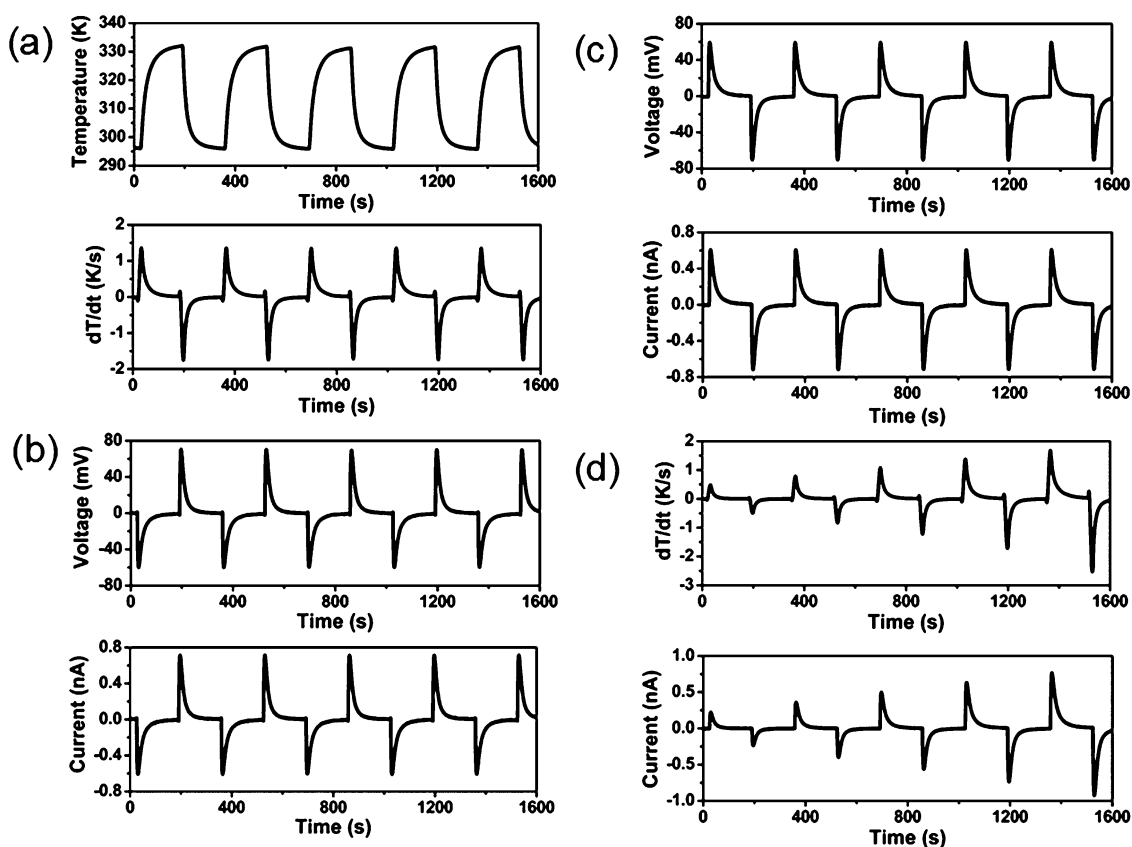 (a)
340
330
320
310
300
290
Temperature (K)
0 400 800 1200 1600
Time (s)
2
1
0
-1
-2
dT/dt (K/s)
0 400 800 1200 1600
Time (s)
(b)
80
40
0
-40
-80
Voltage (mV)
0 400 800 1200 1600
Time (s)
0.8
0.4
0.0
-0.4
-0.8
Current (nA)
0 400 800 1200 1600
Time (s)
(c)
80
40
0
-40
-80
Voltage (mV)
0 400 800 1200 1600
Time (s)
0.8
0.4
0.0
-0.4
-0.8
Current (nA)
0 400 800 1200 1600
Time (s)
(d)
2
1
0
-1
-2
-3
dT/dt (K/s)
0 400 800 1200 1600
Time (s)
1.0
0.5
0.0
-0.5
-1.0
Current (nA)
0 400 800 1200 1600
Time (s)